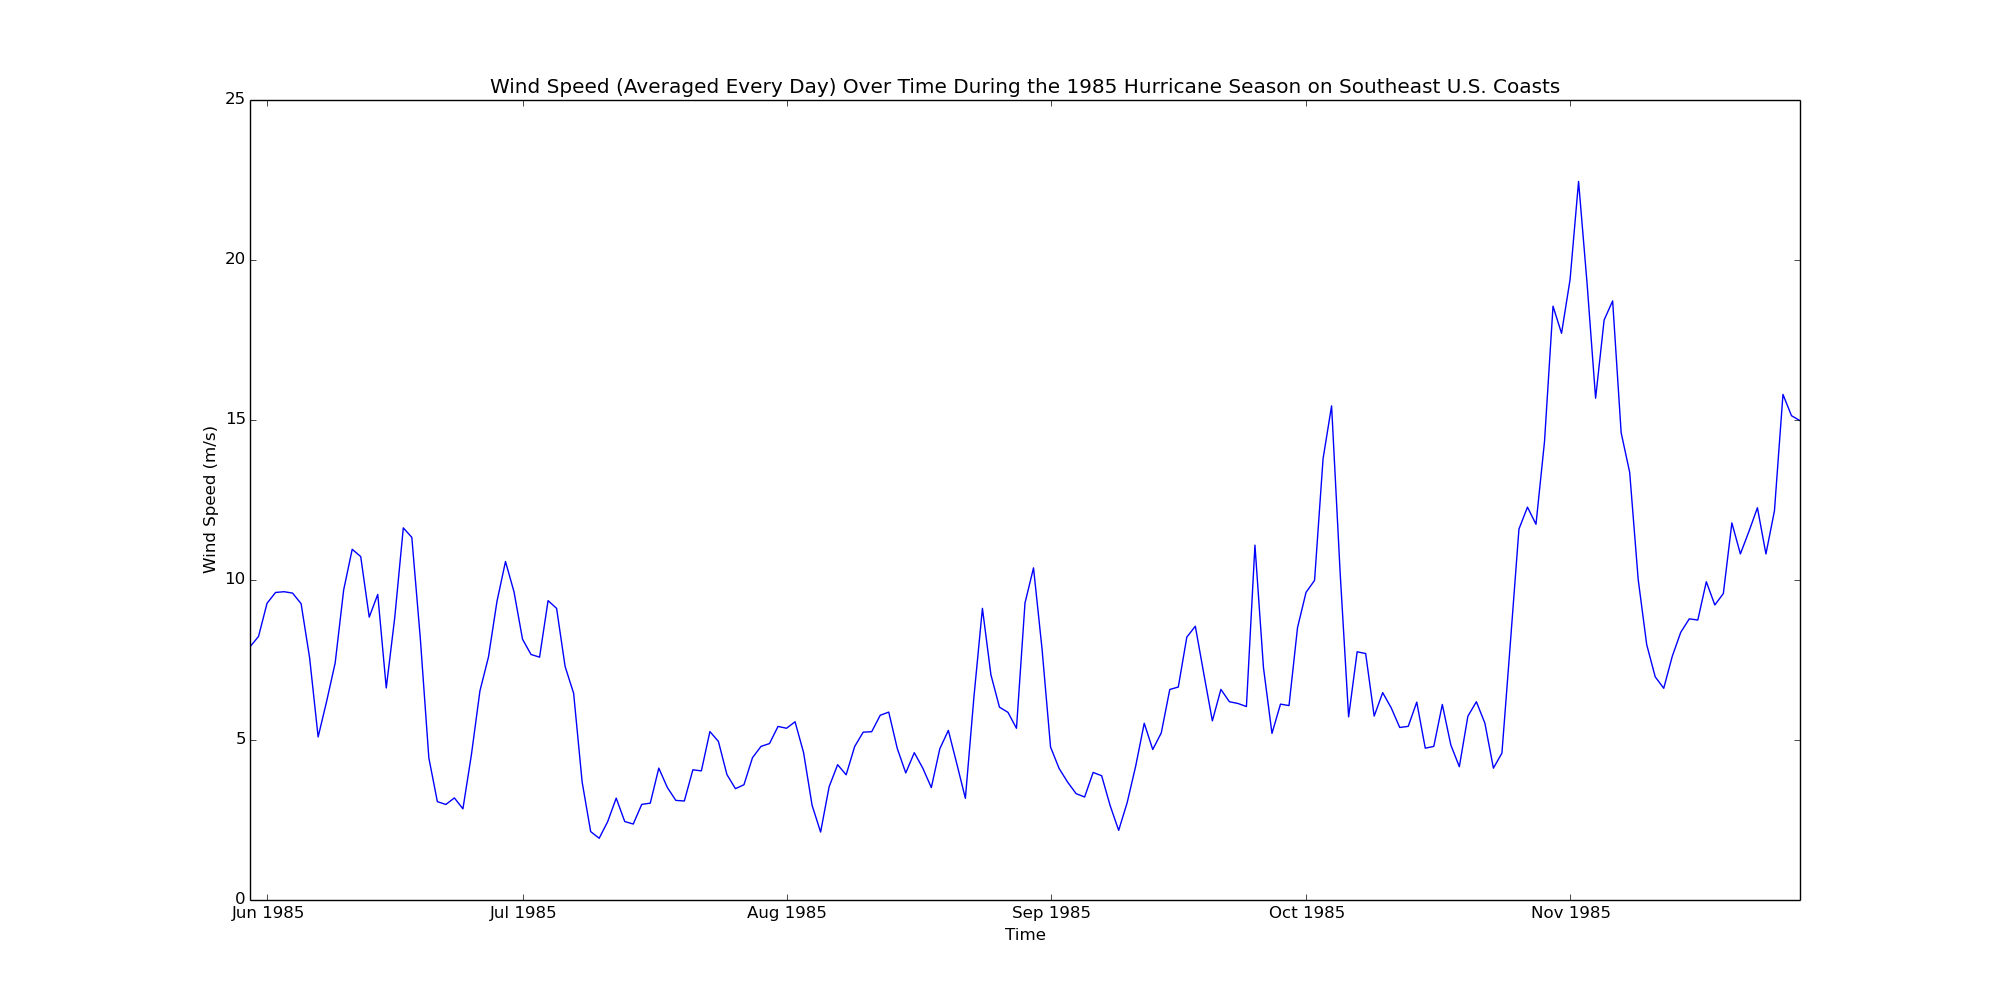 Wind Speed (Averaged Every Day) Over Time During the 1985 Hurricane Season on Southeast U.S. Coasts
25
20
15
10
5
0
Wind Speed (m/s)
Jun 1985 Jul 1985 Aug 1985 Sep 1985 Oct 1985 Nov 1985
Time